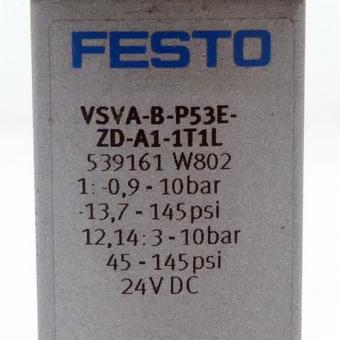 FESTO
VSVA-B-P53E-
ZD-A1-1T1L
539161 W802
1: -0,9 - 10bar
-13,7 - 145psi
12,14: 3 - 10bar
45 - 145psi
24V DC